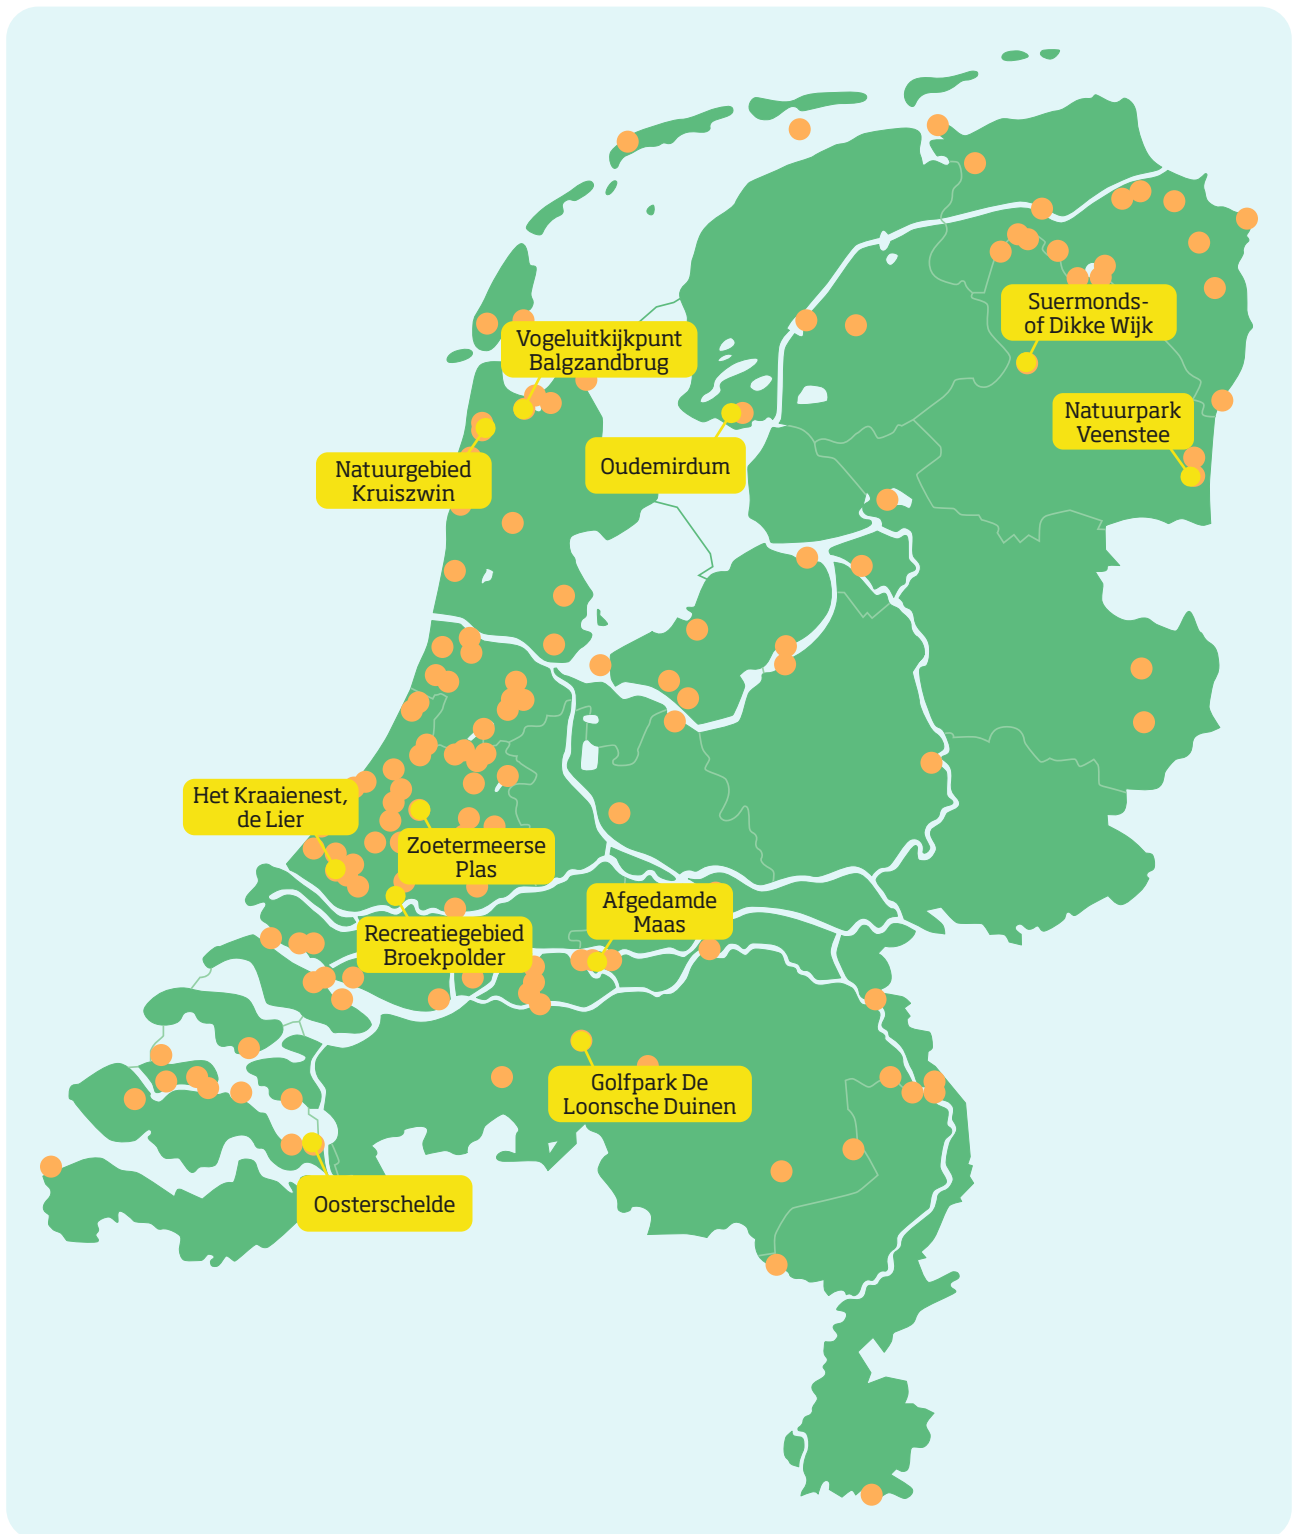 Suermonds-
of Dikke Wijk
Vogeluitkijkpunt
Balgzandbrug
Natuurpark
Veenstee
Oudemirdum
Natuurgebied
Kruiszwin
Het Kraaienest,
de Lier
Zoetermeerse
Plas
Afgedamde
Maas
Recreatiegebied
Broekpolder
Golfpark De
Loonsche Duinen
Oosterschelde